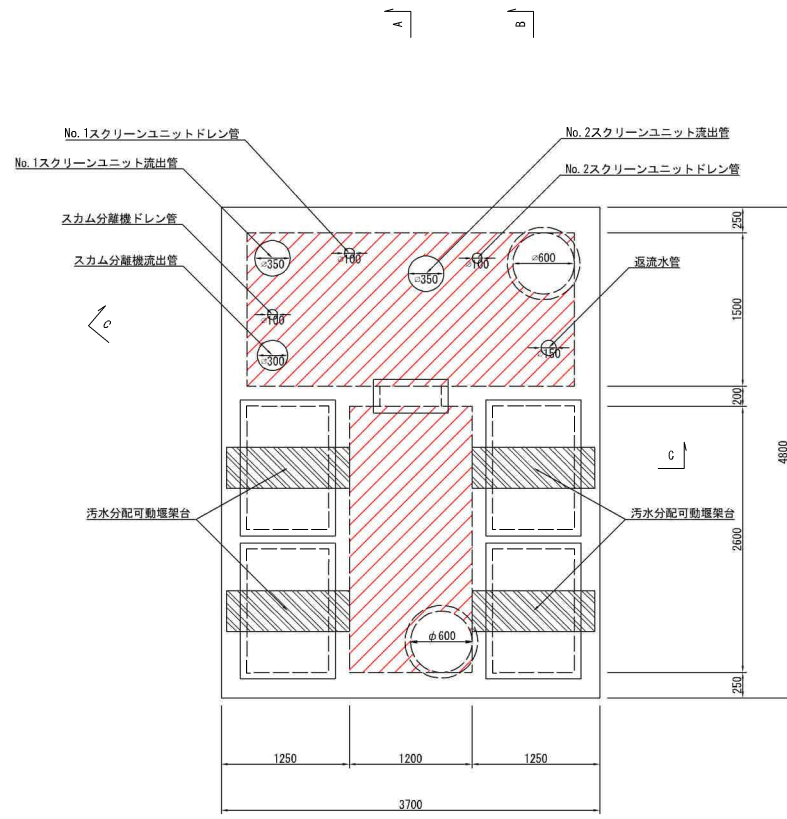 A
B
No.1スクリーンユニットドレン管
No.2スクリーンユニット流出管
No.1スクリーンユニット流出管
No.2スクリーンユニットドレン管
スカム分離機ドレン管
スカム分離機流出管
返流水管
⌀350
⌀100
⌀350
⌀100
⌀600
⌀100
⌀300
⌀150
C
C
汚水分配可動堰架台
汚水分配可動堰架台
φ600
250
1500
200
2600
250
4800
1250
1200
1250
3700